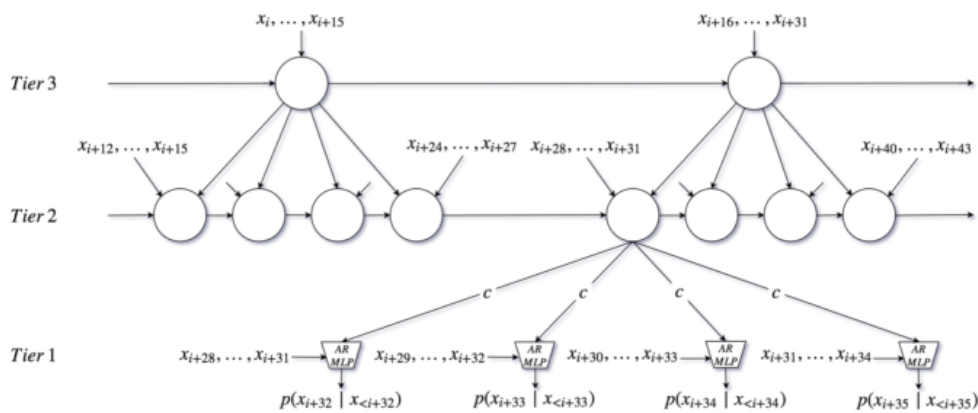 x_i, … , x_{i+15} x_{i+16}, … , x_{i+31}
Tier 3
x_{i+12}, … , x_{i+15} x_{i+24}, … , x_{i+27} x_{i+28}, … , x_{i+31} x_{i+40}, … , x_{i+43}
Tier 2
c c c c
AR AR AR AR
Tier 1 x_{i+28}, … , x_{i+31} MLP x_{i+29}, … , x_{i+32} MLP x_{i+30}, … , x_{i+33} MLP x_{i+31}, … , x_{i+34} MLP
p(x_{i+32} | x_{<i+32}) p(x_{i+33} | x_{<i+33}) p(x_{i+34} | x_{<i+34}) p(x_{i+35} | x_{<i+35})